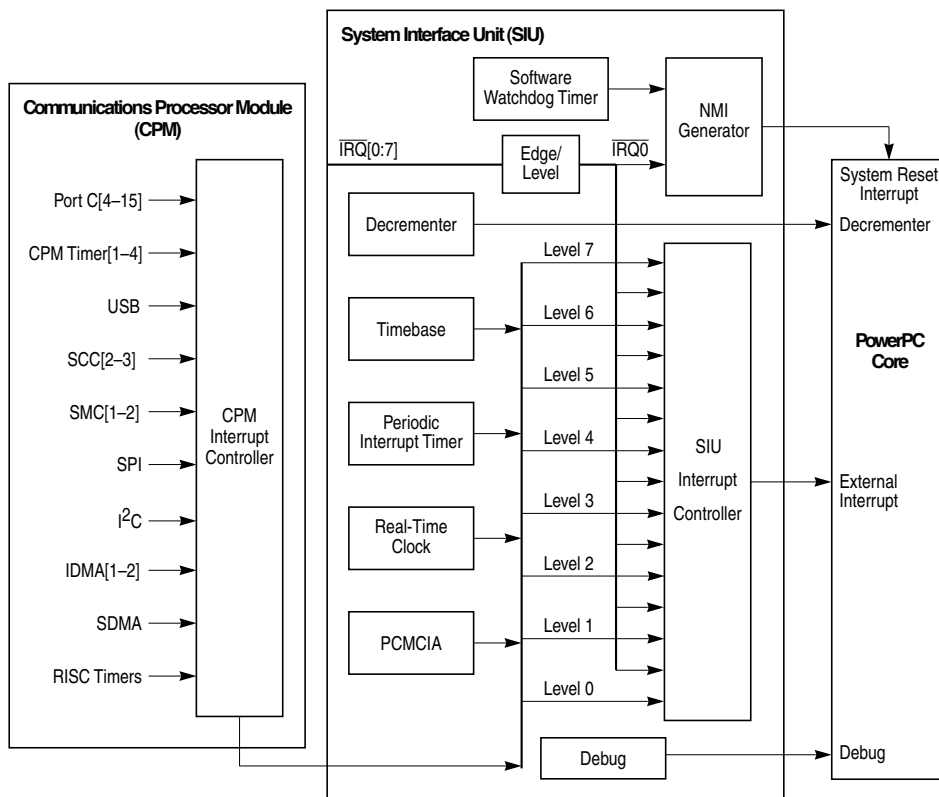 System Interface Unit (SIU)
Software
Watchdog Timer
NMI
Generator
Communications Processor Module
(CPM)
IRQ[0:7]
Edge/
Level
IRQ0
System Reset
Interrupt
Decrementer
Decrementer
Port C[4–15]
CPM Timer[1–4]
USB
SCC[2–3]
SMC[1–2]
SPI
I2C
IDMA[1–2]
SDMA
RISC Timers
CPM
Interrupt
Controller
Timebase
Periodic
Interrupt Timer
Real-Time
Clock
PCMCIA
Level 7
Level 6
Level 5
Level 4
Level 3
Level 2
Level 1
Level 0
SIU
Interrupt
Controller
PowerPC
Core
External
Interrupt
Debug
Debug